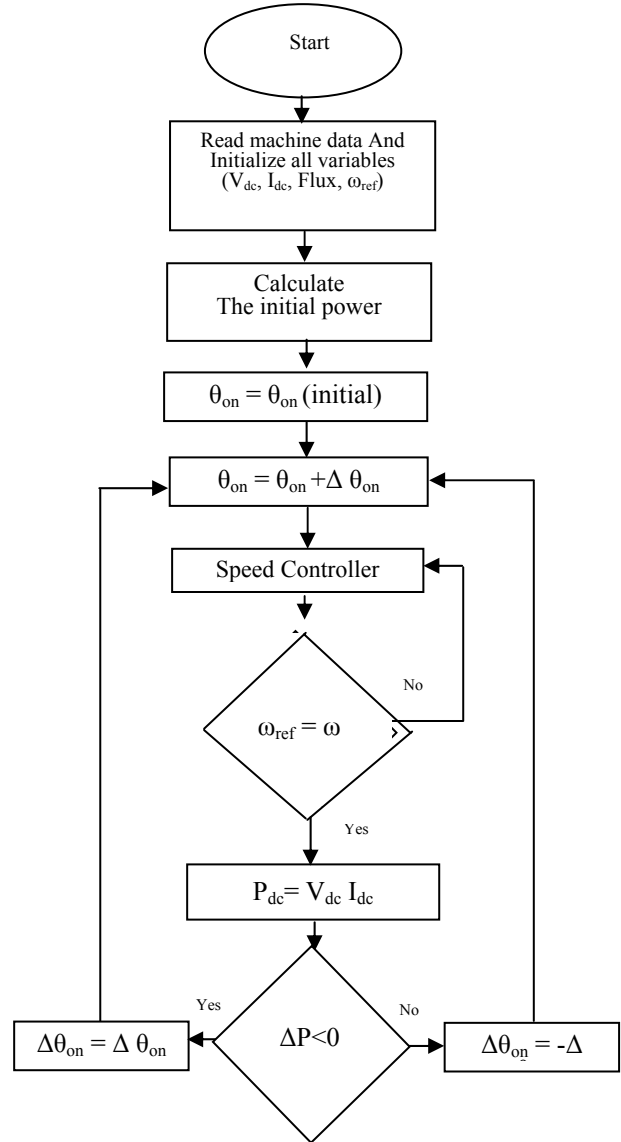 Start
Read machine data And
Initialize all variables
(Vdc, Idc, Flux, ωref)
Calculate
The initial power
θon = θon (initial)
θon = θon +Δ θon
Speed Controller
No
ωref = ω
Yes
Pdc= Vdc Idc
Yes
No
ΔP<0
Δθon = Δ θon
Δθon = -Δ